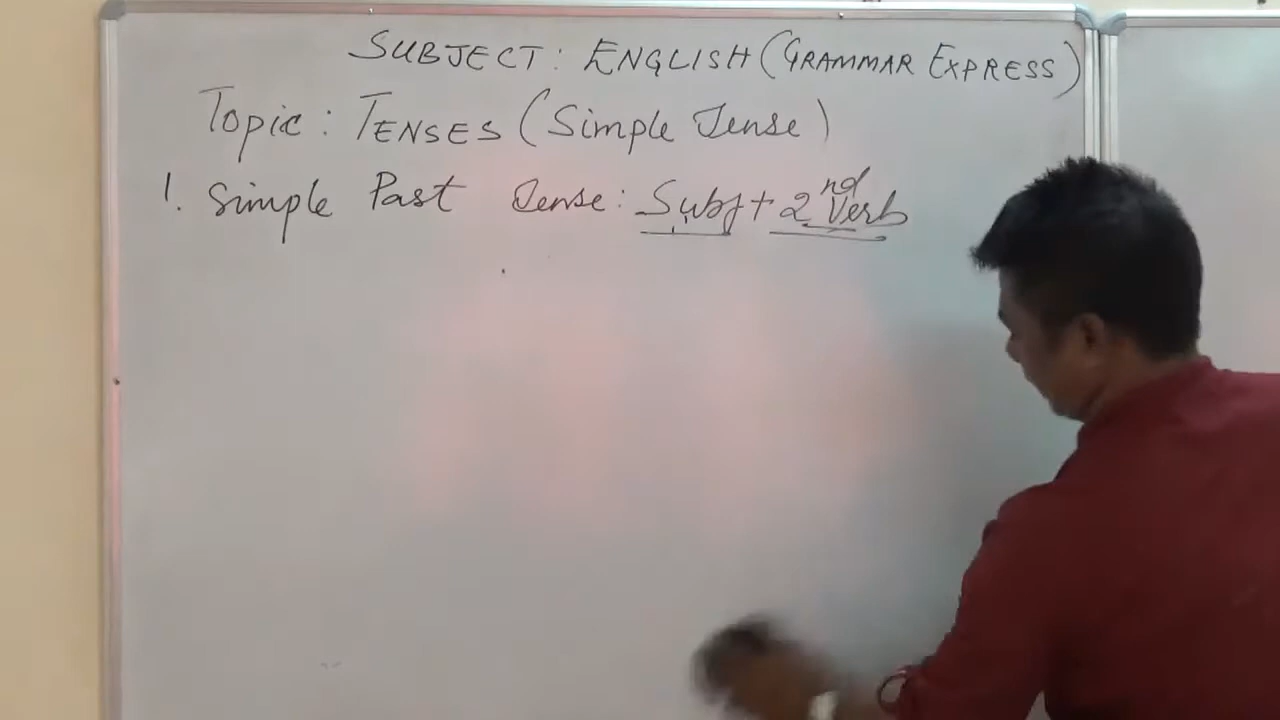 SUBJECT: ENGLISH (GRAMMAR EXPRESS)
Topic: TENSES (Simple Tense)
1. Simple Past Tense: Subj + 2nd Verb